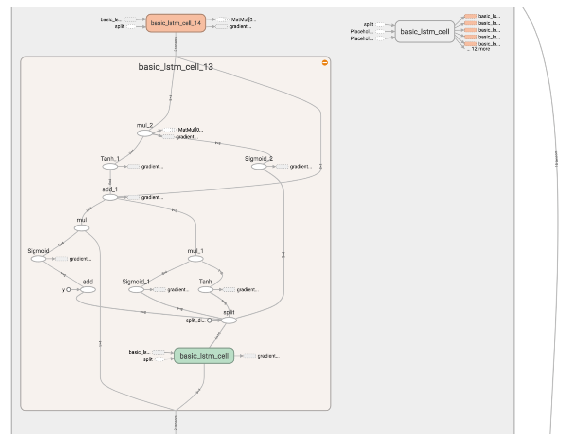 basic_ls...
split
basic_lstm_cell_14
MatMul0...
gradient...
split
Placehol...
Placehol...
basic_lstm_cell
basic_ls...
basic_ls...
basic_ls...
basic_ls...
... 12 more
basic_lstm_cell_13
mul_2
MatMul0...
gradient...
Tanh_1
gradient...
Sigmoid_2
gradient...
add_1
gradient...
mul
Sigmoid
gradient...
mul_1
add
y
Sigmoid_1
gradient...
Tanh
gradient...
split
split_di...
basic_ls...
split
basic_lstm_cell
gradient...